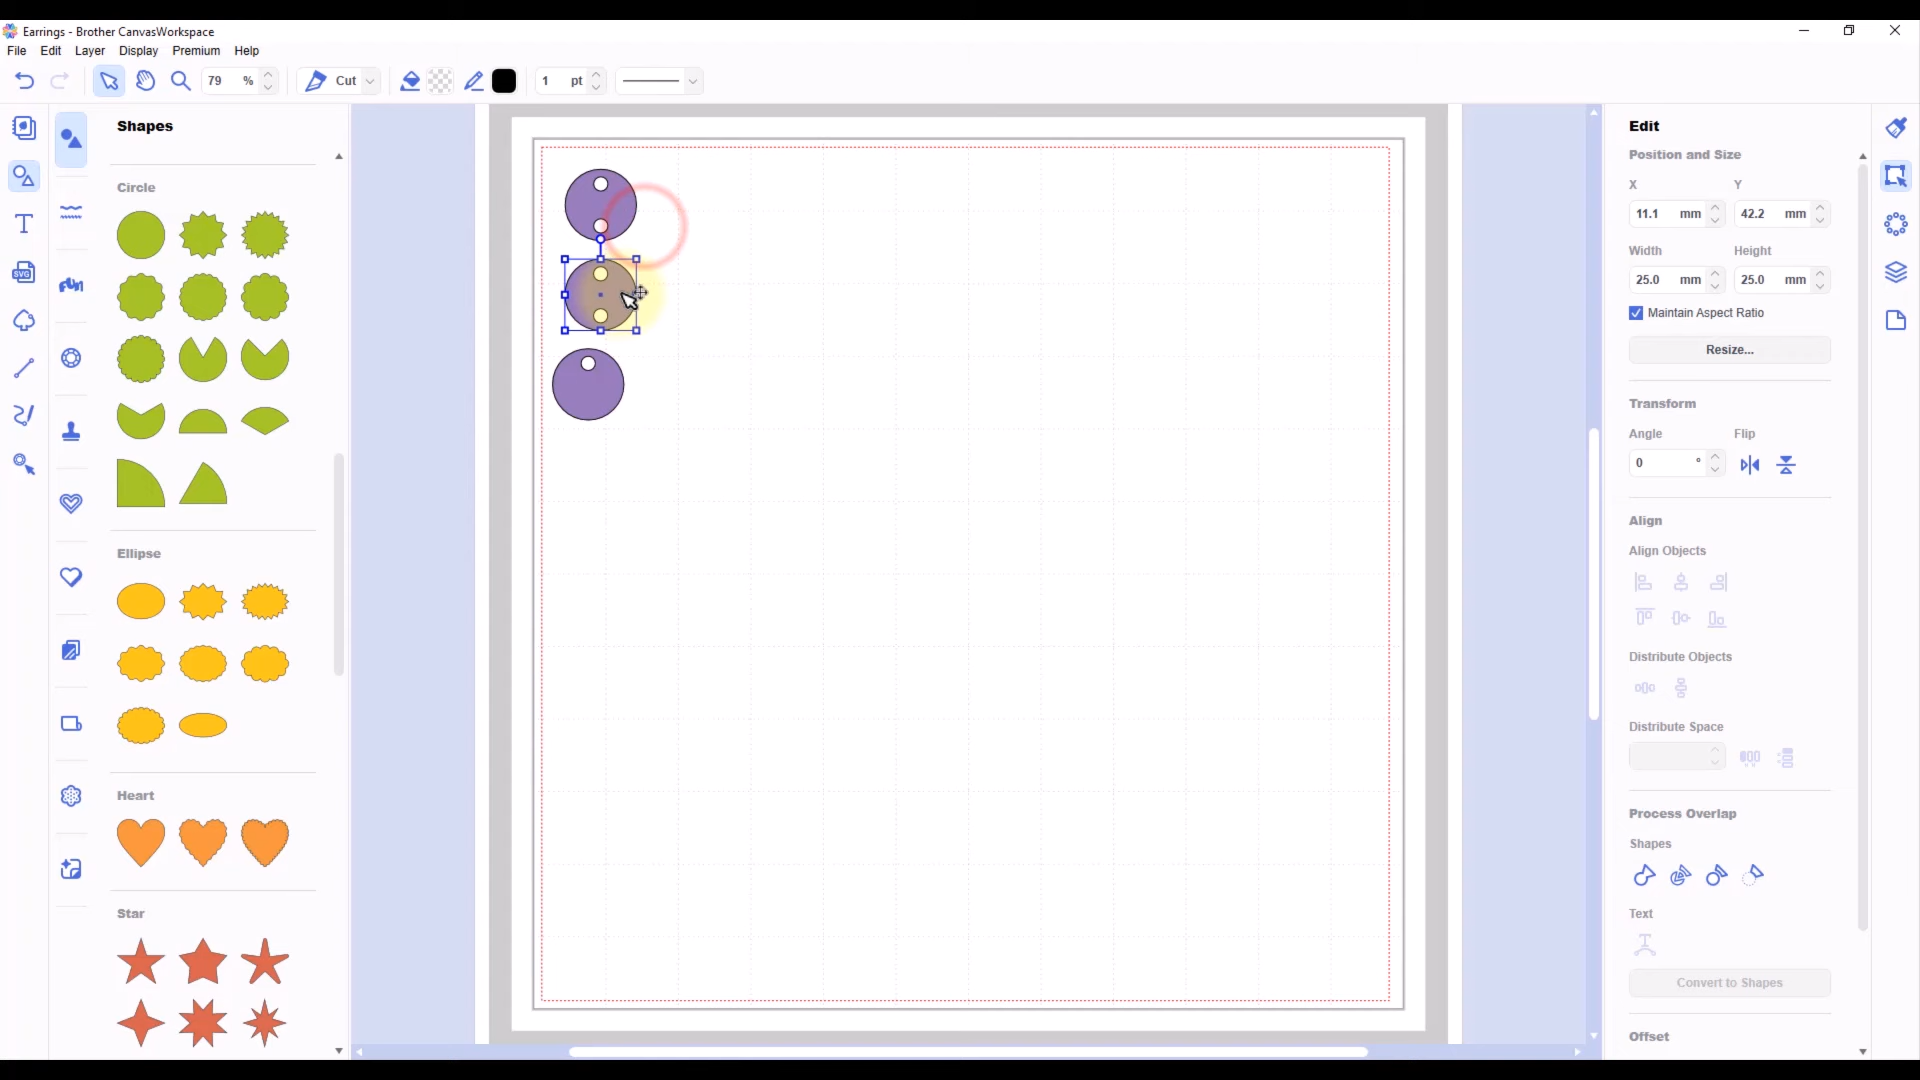 Earrings - Brother CanvasWorkspace
File Edit Layer Display Premium Help
79 % Cut 1 pt
Shapes
Circle
Ellipse
Heart
Star
SVG
Edit
Position and Size
X Y
11.1 mm 42.2 mm
Width Height
25.0 mm 25.0 mm
Maintain Aspect Ratio
Resize...
Transform
Angle Flip
0 °
Align
Align Objects
Distribute Objects
Distribute Space
Process Overlap
Shapes
Text
Convert to Shapes
Offset